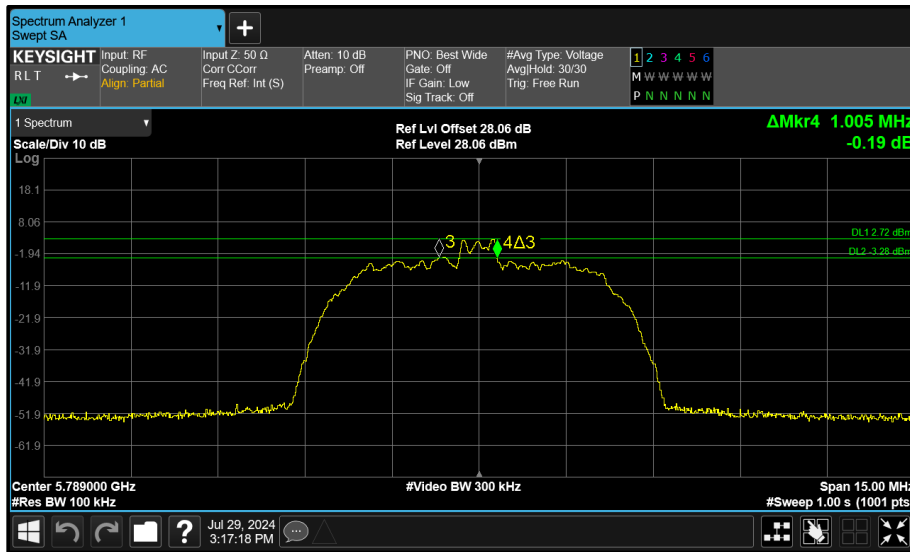 Spectrum Analyzer 1
Swept SA
+
KEYSIGHT
RLT
LXI
Input: RF
Coupling: AC
Align: Partial
Input Z: 50 Ω
Corr CCorr
Freq Ref: Int (S)
Atten: 10 dB
Preamp: Off
PNO: Best Wide
Gate: Off
IF Gain: Low
Sig Track: Off
#Avg Type: Voltage
Avg|Hold: 30/30
Trig: Free Run
1 2 3 4 5 6
M W W W W W
P N N N N N
1 Spectrum
Scale/Div 10 dB
Ref Lvl Offset 28.06 dB
Ref Level 28.06 dBm
ΔMkr4 1.005 MHz
-0.19 dB
Log
18.1
8.06
-1.94
-11.9
-21.9
-31.9
-41.9
-51.9
-61.9
3
4Δ3
DL1 2.72 dBm
DL2 -3.28 dBm
Center 5.789000 GHz
#Video BW 300 kHz
Span 15.00 MHz
#Res BW 100 kHz
#Sweep 1.00 s (1001 pts
?
Jul 29, 2024
3:17:18 PM